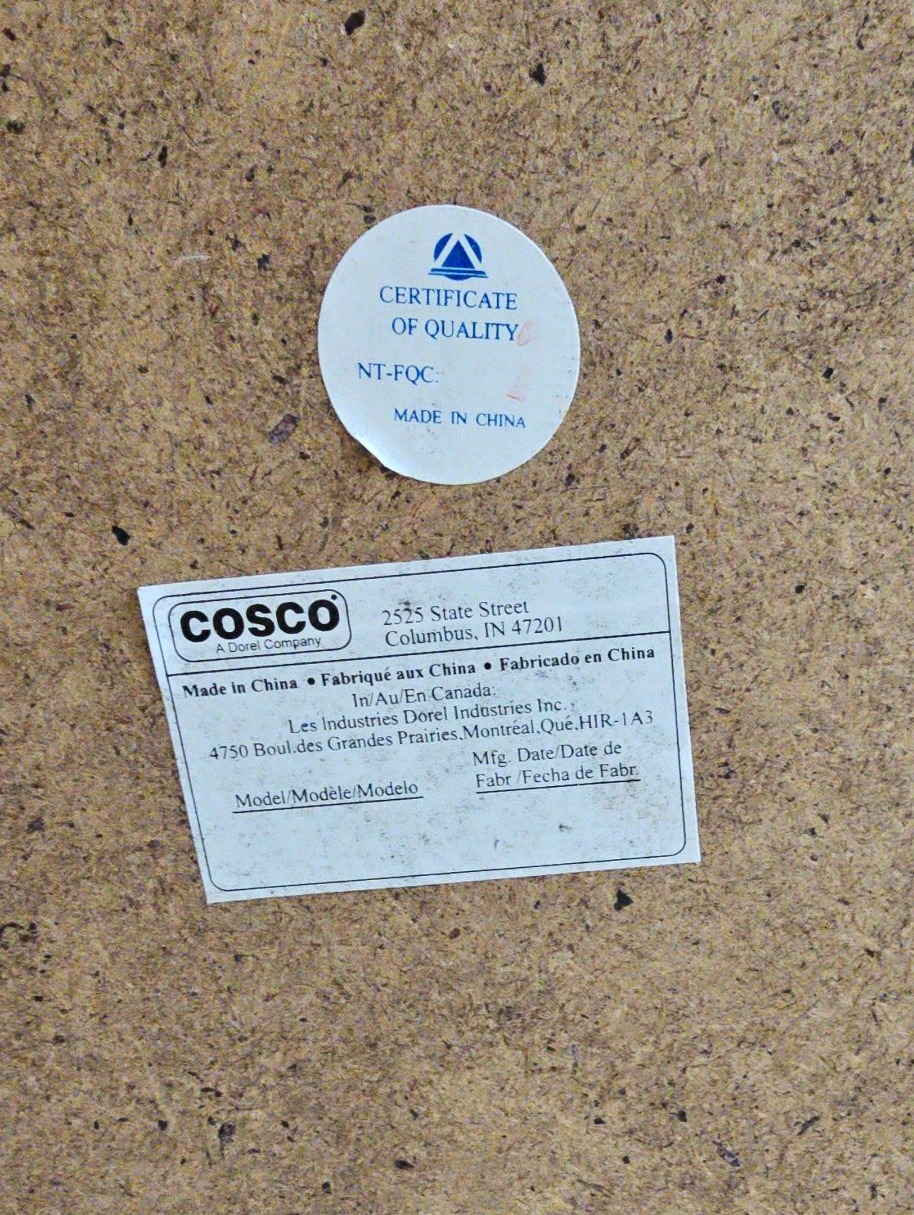 CERTIFICATE
OF QUALITY
NT-FQC:
MADE IN CHINA
COSCO
A Dorel Company
2525 State Street
Columbus, IN 47201
Made in China • Fabriqué aux China • Fabricado en China
In/Au/En Canada:
Les Industries Dorel Industries Inc.
4750 Boul.des Grandes Prairies,Montréal,Qué,HIR-1A3
Mfg. Date/Date de
Fabr /Fecha de Fabr.
Model/Modèle/Modelo